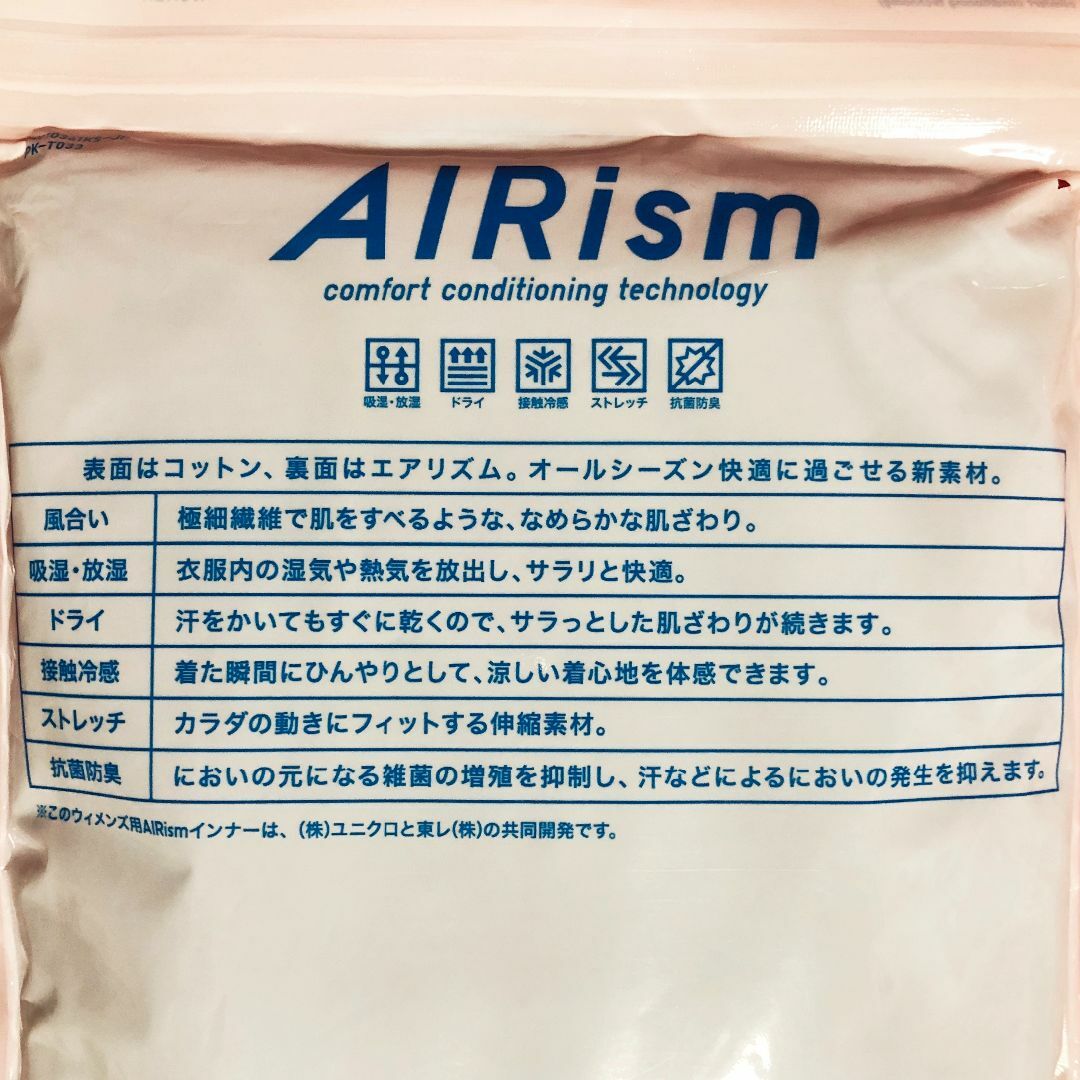 PK-T033
AIRism
comfort conditioning technology
吸湿・放湿 ドライ 接触冷感 ストレッチ 抗菌防臭
表面はコットン、裏面はエアリズム。オールシーズン快適に過ごせる新素材。
風合い 極細繊維で肌をすべるような、なめらかな肌ざわり。
吸湿・放湿 衣服内の湿気や熱気を放出し、サラリと快適。
ドライ 汗をかいてもすぐに乾くので、サラっとした肌ざわりが続きます。
接触冷感 着た瞬間にひんやりとして、涼しい着心地を体感できます。
ストレッチ カラダの動きにフィットする伸縮素材。
抗菌防臭 においの元になる雑菌の増殖を抑制し、汗などによるにおいの発生を抑えます。
※このウィメンズ用AIRismインナーは、(株)ユニクロと東レ(株)の共同開発です。